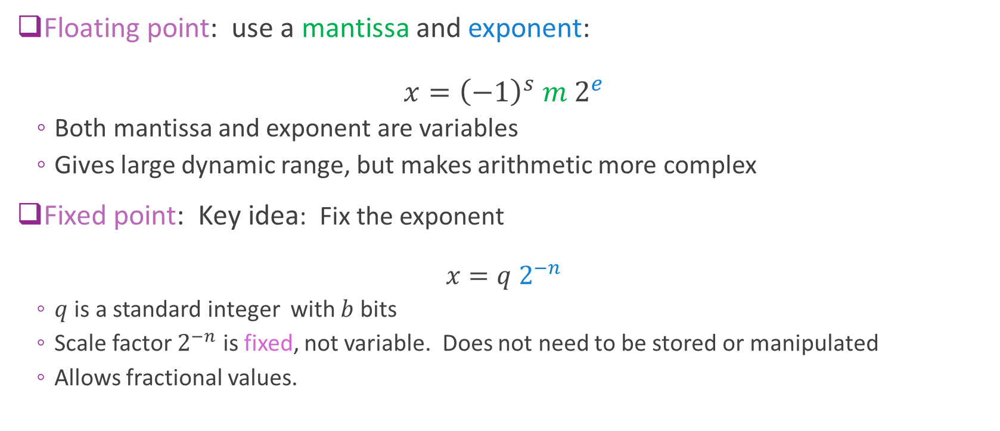 ❑Floating point: use a mantissa and exponent:
x = (−1)^s m 2^e
◦ Both mantissa and exponent are variables
◦ Gives large dynamic range, but makes arithmetic more complex
❑Fixed point: Key idea: Fix the exponent
x = q 2^−n
◦ q is a standard integer with b bits
◦ Scale factor 2^−n is fixed, not variable. Does not need to be stored or manipulated
◦ Allows fractional values.